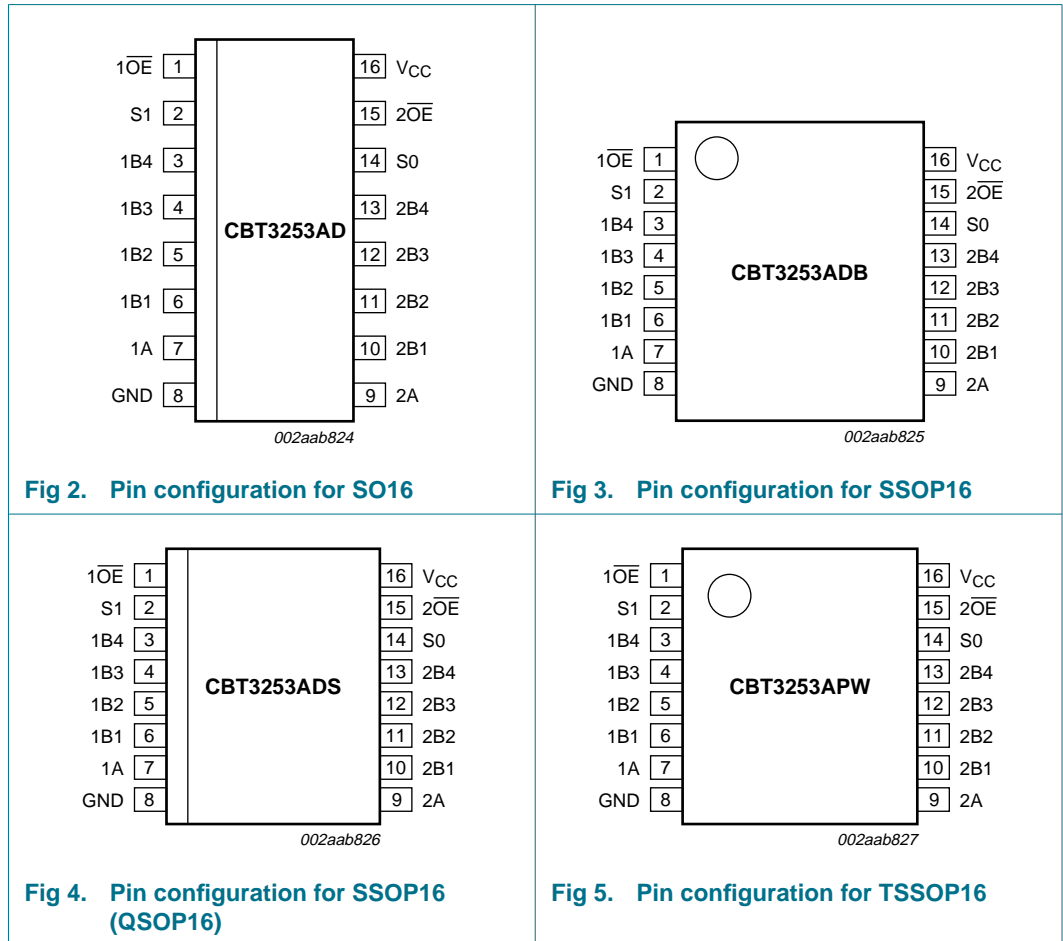 1O̅E̅ 1 16 VCC
S1 2 15 2O̅E̅
1B4 3 14 S0
1B3 4 13 2B4
CBT3253AD
1B2 5 12 2B3
1B1 6 11 2B2
1A 7 10 2B1
GND 8 9 2A
002aab824
Fig 2. Pin configuration for SO16
1O̅E̅ 1 16 VCC
S1 2 15 2O̅E̅
1B4 3 14 S0
1B3 4 13 2B4
CBT3253ADB
1B2 5 12 2B3
1B1 6 11 2B2
1A 7 10 2B1
GND 8 9 2A
002aab825
Fig 3. Pin configuration for SSOP16
1O̅E̅ 1 16 VCC
S1 2 15 2O̅E̅
1B4 3 14 S0
1B3 4 13 2B4
CBT3253ADS
1B2 5 12 2B3
1B1 6 11 2B2
1A 7 10 2B1
GND 8 9 2A
002aab826
Fig 4. Pin configuration for SSOP16
(QSOP16)
1O̅E̅ 1 16 VCC
S1 2 15 2O̅E̅
1B4 3 14 S0
1B3 4 13 2B4
CBT3253APW
1B2 5 12 2B3
1B1 6 11 2B2
1A 7 10 2B1
GND 8 9 2A
002aab827
Fig 5. Pin configuration for TSSOP16